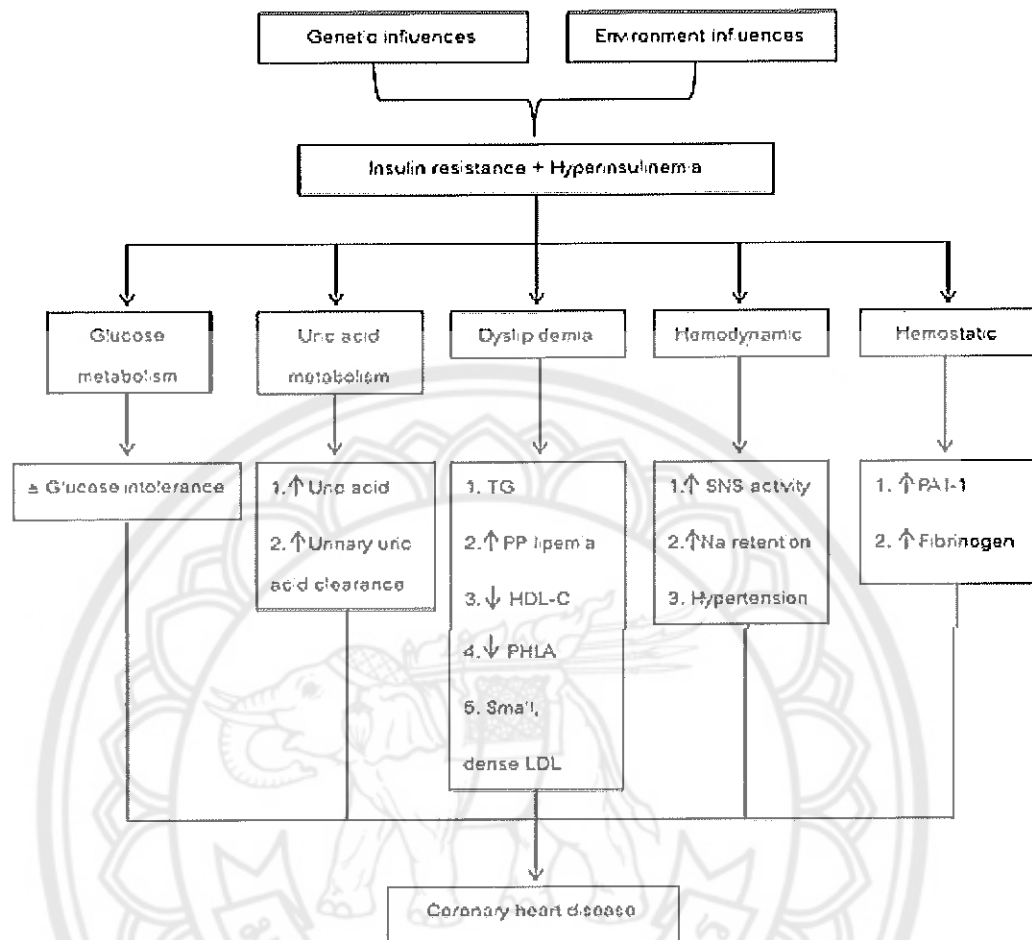 Genetic influences
Environment influences
Insulin resistance + Hyperinsulinemia
Glucose
metabolism
Uric acid
metabolism
Dyslipidemia
Hemodynamic
Hemostatic
± Glucose intolerance
1. ↑ Uric acid
2. ↑ Urinary uric
acid clearance
1. TG
2. ↑ PP lipemia
3. ↓ HDL-C
4. ↓ PHLA
5. Small,
dense LDL
1. ↑ SNS activity
2. ↑ Na retention
3. Hypertension
1. ↑ PAI-1
2. ↑ Fibrinogen
Coronary heart disease